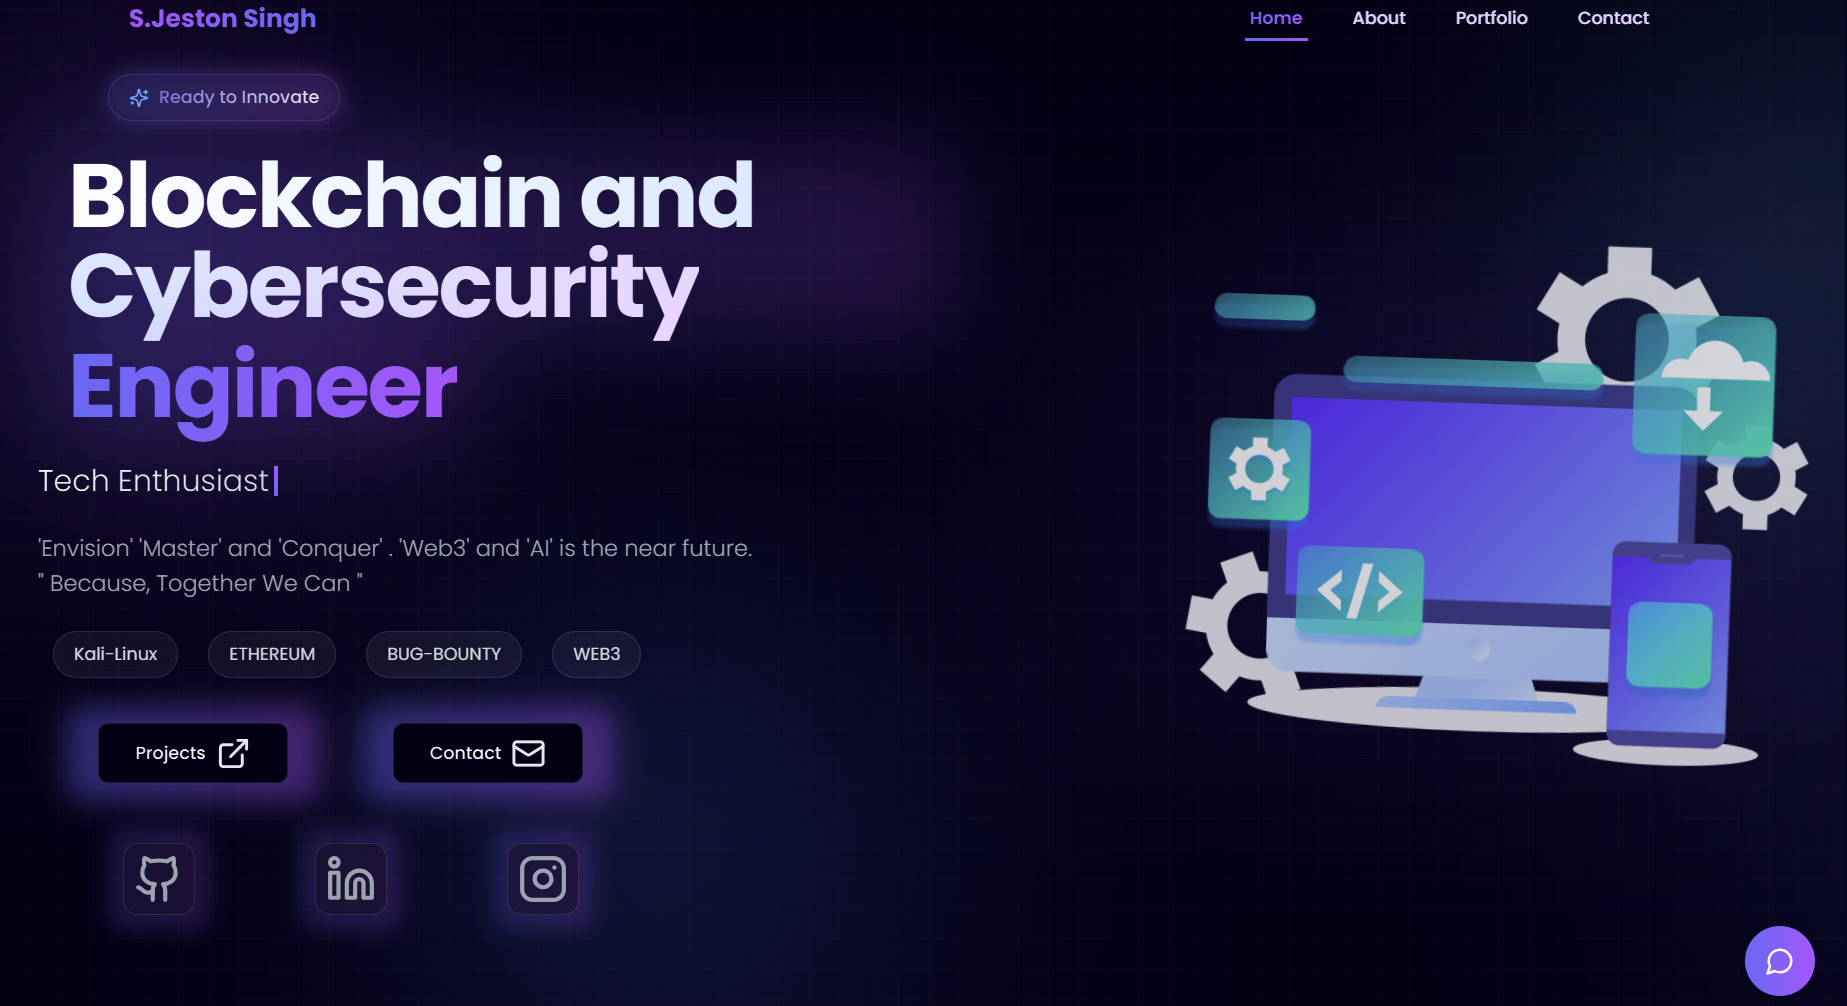 S.Jeston Singh
Home About Portfolio Contact
Ready to Innovate
Blockchain and
Cybersecurity
Engineer
Tech Enthusiast
'Envision' 'Master' and 'Conquer' . 'Web3' and 'AI' is the near future.
" Because, Together We Can "
Kali-Linux ETHEREUM BUG-BOUNTY WEB3
Projects Contact